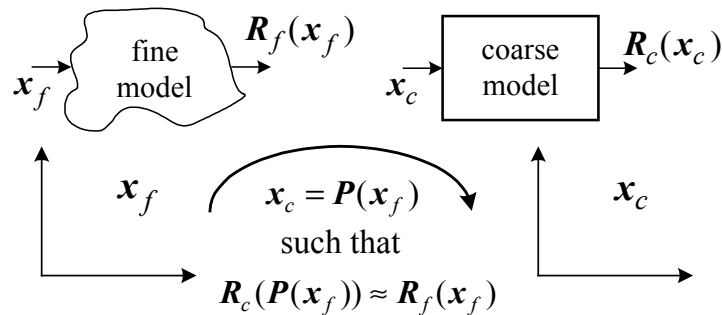 x_f
fine
model
R_f(x_f)
x_c
coarse
model
R_c(x_c)
x_f
x_c = P(x_f)
such that
R_c(P(x_f)) ≈ R_f(x_f)
x_c